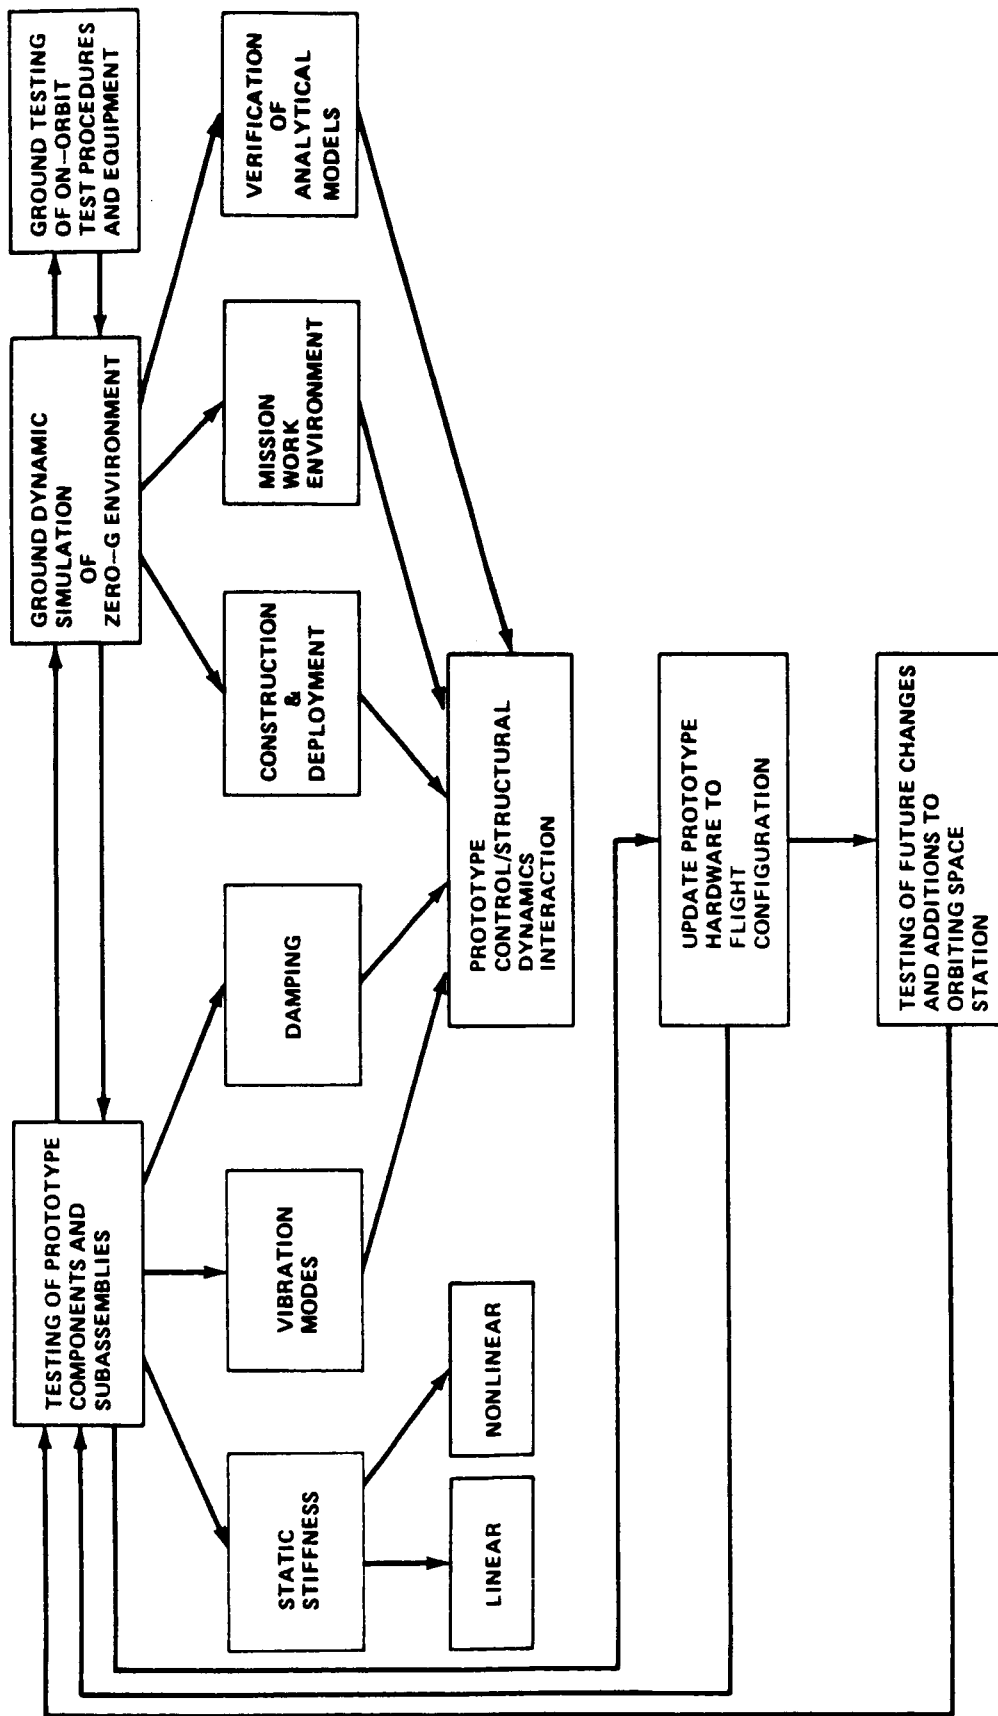 TESTING OF PROTOTYPE
COMPONENTS AND
SUBASSEMBLIES
GROUND DYNAMIC
SIMULATION
OF
ZERO–G ENVIRONMENT
GROUND TESTING
OF ON–ORBIT
TEST PROCEDURES
AND EQUIPMENT
STATIC
STIFFNESS
VIBRATION
MODES
DAMPING
CONSTRUCTION
&
DEPLOYMENT
MISSION
WORK
ENVIRONMENT
VERIFICATION
OF
ANALYTICAL
MODELS
LINEAR
NONLINEAR
PROTOTYPE
CONTROL/STRUCTURAL
DYNAMICS
INTERACTION
UPDATE PROTOTYPE
HARDWARE TO
FLIGHT
CONFIGURATION
TESTING OF FUTURE CHANGES
AND ADDITIONS TO
ORBITING SPACE
STATION